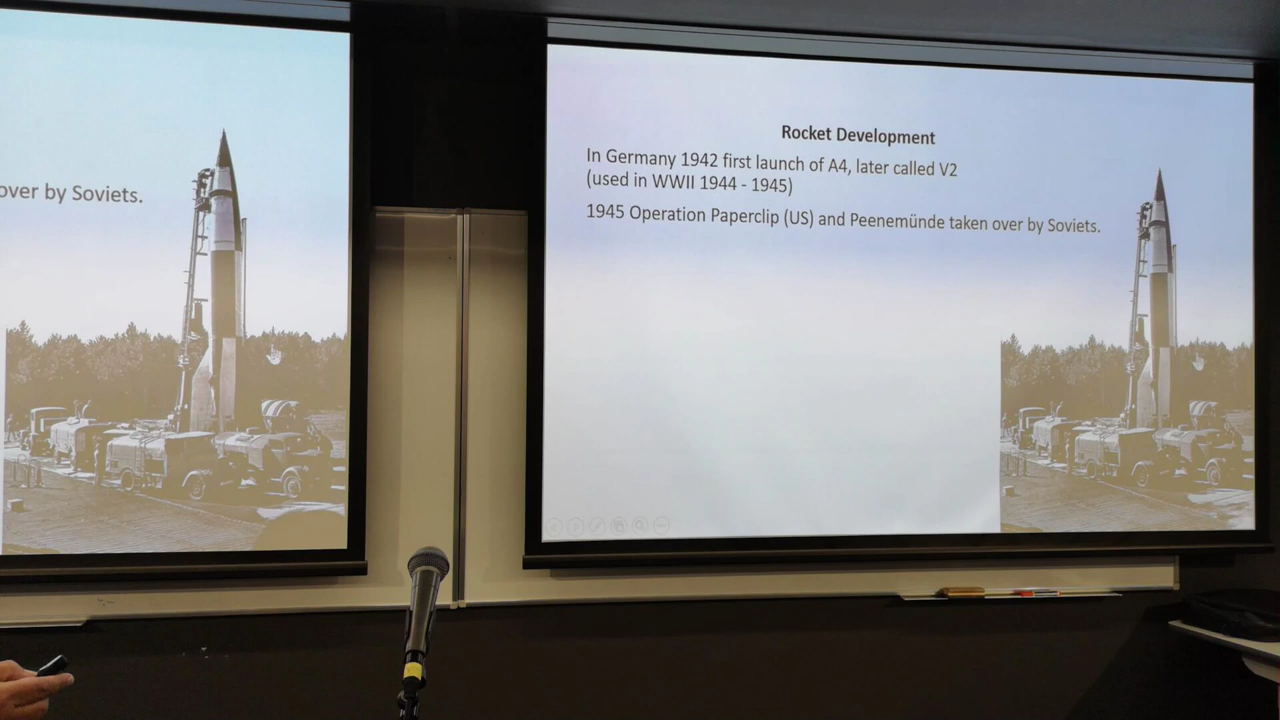 over by Soviets.
Rocket Development
In Germany 1942 first launch of A4, later called V2
(used in WWII 1944 - 1945)
1945 Operation Paperclip (US) and Peenemünde taken over by Soviets.